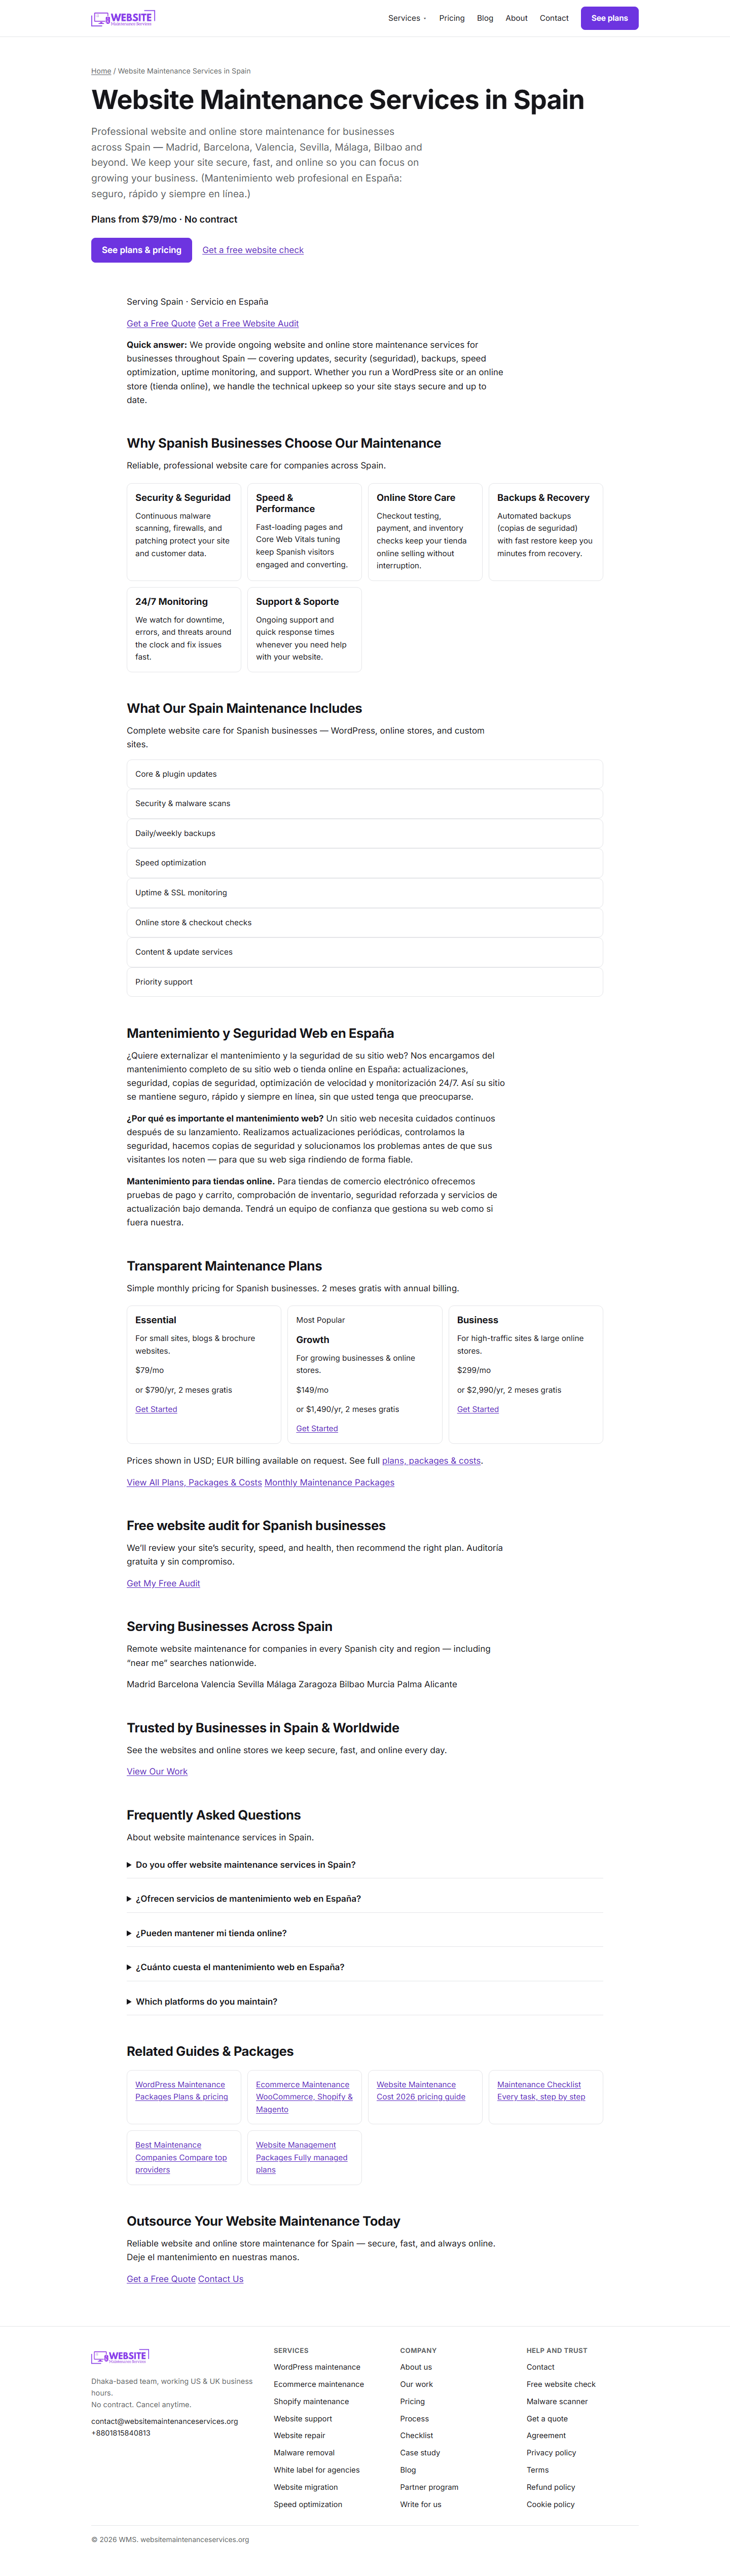 WEBSITE
Maintenance Services
Services
Pricing
Blog
About
Contact
See plans
Home / Website Maintenance Services in Spain
Website Maintenance Services in Spain
Professional website and online store maintenance for businesses
across Spain — Madrid, Barcelona, Valencia, Sevilla, Málaga, Bilbao and
beyond. We keep your site secure, fast, and online so you can focus on
growing your business. (Mantenimiento web profesional en España:
seguro, rápido y siempre en línea.)
Plans from $79/mo · No contract
See plans & pricing
Get a free website check
Serving Spain · Servicio en España
Get a Free Quote Get a Free Website Audit
Quick answer: We provide ongoing website and online store maintenance services for
businesses throughout Spain — covering updates, security (seguridad), backups, speed
optimization, uptime monitoring, and support. Whether you run a WordPress site or an online
store (tienda online), we handle the technical upkeep so your site stays secure and up to
date.
Why Spanish Businesses Choose Our Maintenance
Reliable, professional website care for companies across Spain.
Security & Seguridad
Continuous malware
scanning, firewalls, and
patching protect your site
and customer data.
Speed &
Performance
Fast-loading pages and
Core Web Vitals tuning
keep Spanish visitors
engaged and converting.
Online Store Care
Checkout testing,
payment, and inventory
checks keep your tienda
online selling without
interruption.
Backups & Recovery
Automated backups
(copias de seguridad)
with fast restore keep you
minutes from recovery.
24/7 Monitoring
We watch for downtime,
errors, and threats around
the clock and fix issues
fast.
Support & Soporte
Ongoing support and
quick response times
whenever you need help
with your website.
What Our Spain Maintenance Includes
Complete website care for Spanish businesses — WordPress, online stores, and custom
sites.
Core & plugin updates
Security & malware scans
Daily/weekly backups
Speed optimization
Uptime & SSL monitoring
Online store & checkout checks
Content & update services
Priority support
Mantenimiento y Seguridad Web en España
¿Quiere externalizar el mantenimiento y la seguridad de su sitio web? Nos encargamos del
mantenimiento completo de su sitio web o tienda online en España: actualizaciones,
seguridad, copias de seguridad, optimización de velocidad y monitorización 24/7. Así su sitio
se mantiene seguro, rápido y siempre en línea, sin que usted tenga que preocuparse.
¿Por qué es importante el mantenimiento web? Un sitio web necesita cuidados continuos
después de su lanzamiento. Realizamos actualizaciones periódicas, controlamos la
seguridad, hacemos copias de seguridad y solucionamos los problemas antes de que sus
visitantes los noten — para que su web siga rindiendo de forma fiable.
Mantenimiento para tiendas online. Para tiendas de comercio electrónico ofrecemos
pruebas de pago y carrito, comprobación de inventario, seguridad reforzada y servicios de
actualización bajo demanda. Tendrá un equipo de confianza que gestiona su web como si
fuera nuestra.
Transparent Maintenance Plans
Simple monthly pricing for Spanish businesses. 2 meses gratis with annual billing.
Essential
For small sites, blogs & brochure
websites.
$79/mo
or $790/yr, 2 meses gratis
Get Started
Most Popular
Growth
For growing businesses & online
stores.
$149/mo
or $1,490/yr, 2 meses gratis
Get Started
Business
For high-traffic sites & large online
stores.
$299/mo
or $2,990/yr, 2 meses gratis
Get Started
Prices shown in USD; EUR billing available on request. See full plans, packages & costs.
View All Plans, Packages & Costs Monthly Maintenance Packages
Free website audit for Spanish businesses
We'll review your site's security, speed, and health, then recommend the right plan. Auditoría
gratuita y sin compromiso.
Get My Free Audit
Serving Businesses Across Spain
Remote website maintenance for companies in every Spanish city and region — including
“near me” searches nationwide.
Madrid Barcelona Valencia Sevilla Málaga Zaragoza Bilbao Murcia Palma Alicante
Trusted by Businesses in Spain & Worldwide
See the websites and online stores we keep secure, fast, and online every day.
View Our Work
Frequently Asked Questions
About website maintenance services in Spain.
Do you offer website maintenance services in Spain?
¿Ofrecen servicios de mantenimiento web en España?
¿Pueden mantener mi tienda online?
¿Cuánto cuesta el mantenimiento web en España?
Which platforms do you maintain?
Related Guides & Packages
WordPress Maintenance
Packages Plans & pricing
Ecommerce Maintenance
WooCommerce, Shopify &
Magento
Website Maintenance
Cost 2026 pricing guide
Maintenance Checklist
Every task, step by step
Best Maintenance
Companies Compare top
providers
Website Management
Packages Fully managed
plans
Outsource Your Website Maintenance Today
Reliable website and online store maintenance for Spain — secure, fast, and always online.
Deje el mantenimiento en nuestras manos.
Get a Free Quote Contact Us
WEBSITE
Maintenance Services
Dhaka-based team, working US & UK business
hours.
No contract. Cancel anytime.
contact@websitemaintenanceservices.org
+8801815840813
SERVICES
WordPress maintenance
Ecommerce maintenance
Shopify maintenance
Website support
Website repair
Malware removal
White label for agencies
Website migration
Speed optimization
COMPANY
About us
Our work
Pricing
Process
Checklist
Case study
Blog
Partner program
Write for us
HELP AND TRUST
Contact
Free website check
Malware scanner
Get a quote
Agreement
Privacy policy
Terms
Refund policy
Cookie policy
© 2026 WMS. websitemaintenanceservices.org